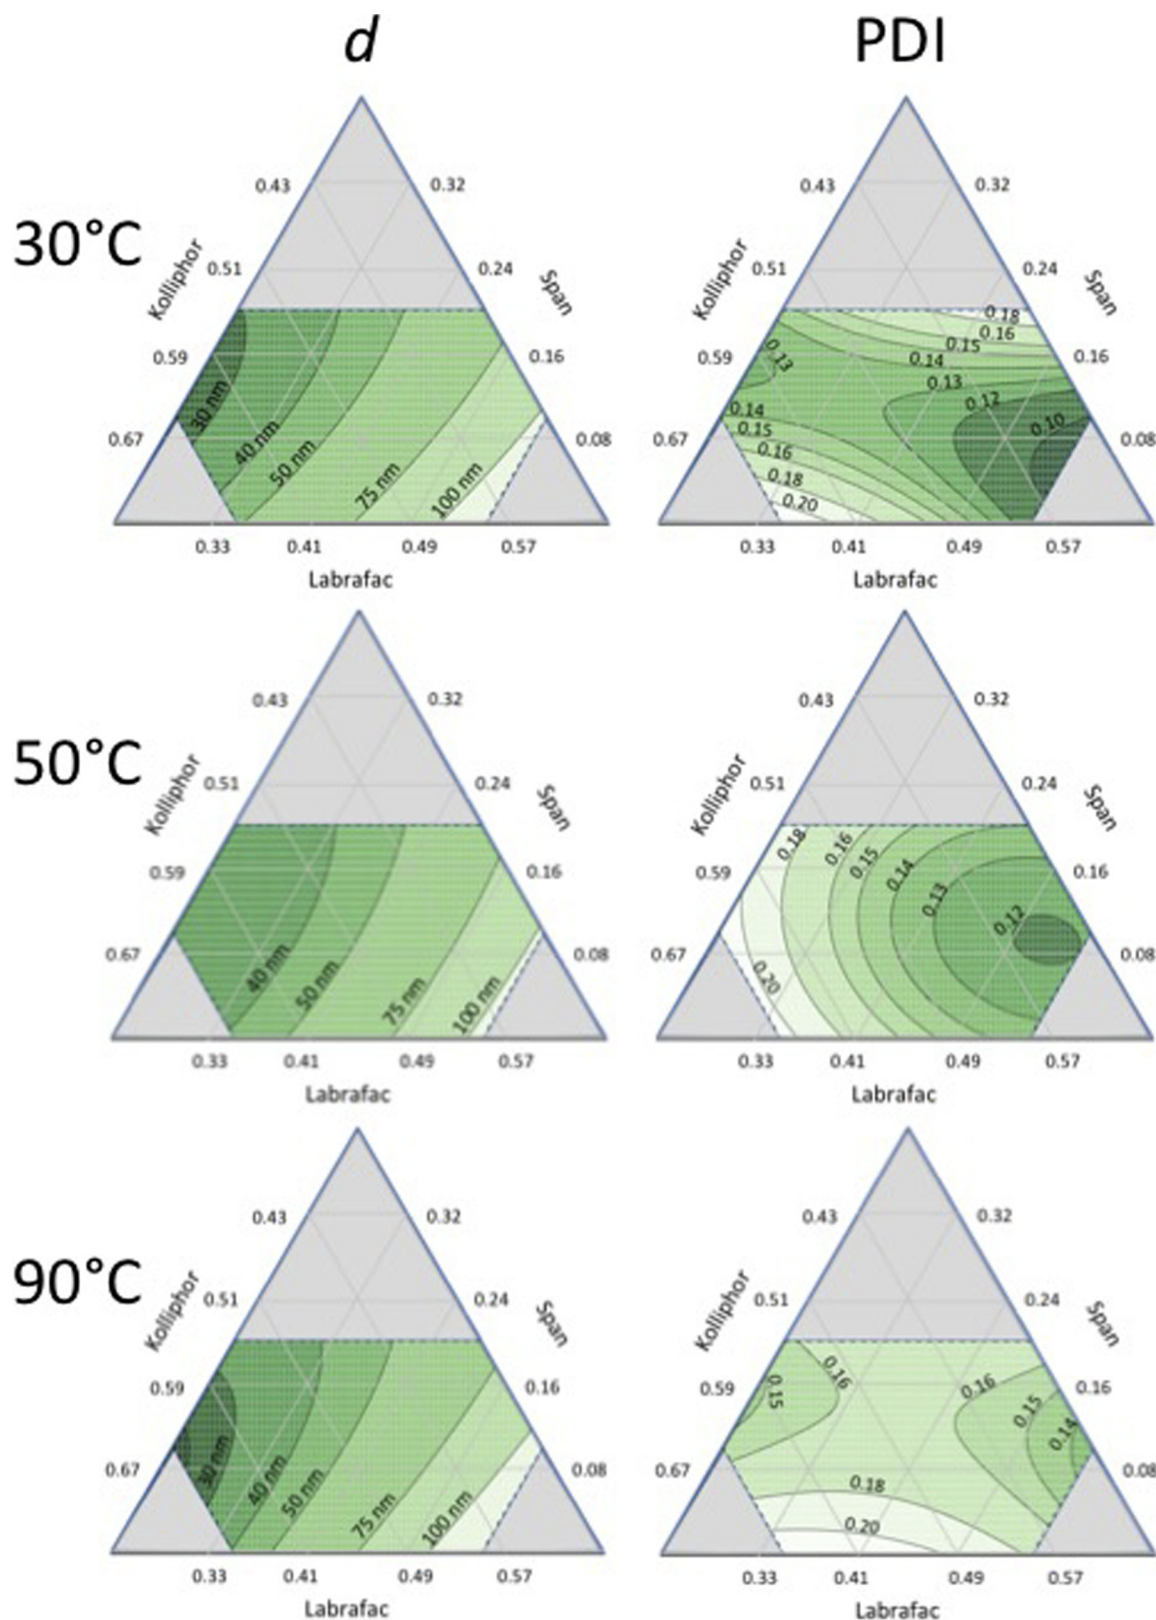 d PDI
30°C
0.43 0.32
Kolliphor 0.51 0.24 Span
0.59 0.16
0.67 0.08
30 nm 40 nm 50 nm 75 nm 100 nm
0.33 0.41 0.49 0.57
Labrafac
0.43 0.32
Kolliphor 0.51 0.24 Span
0.18
0.16
0.59 0.13 0.15 0.14 0.16
0.13
0.14 0.12
0.15 0.10
0.67 0.16 0.08
0.18
0.20
0.33 0.41 0.49 0.57
Labrafac
50°C
0.43 0.32
Kolliphor 0.51 0.24 Span
0.59 0.16
0.67 0.08
40 nm 50 nm 75 nm 100 nm
0.33 0.41 0.49 0.57
Labrafac
0.43 0.32
Kolliphor 0.51 0.24 Span
0.18 0.16 0.15 0.14 0.13 0.12
0.59 0.16
0.67 0.20 0.08
0.33 0.41 0.49 0.57
Labrafac
90°C
0.43 0.32
Kolliphor 0.51 0.24 Span
0.59 0.16
0.67 0.08
30 nm 40 nm 50 nm 75 nm 100 nm
0.33 0.41 0.49 0.57
Labrafac
0.43 0.32
Kolliphor 0.51 0.24 Span
0.59 0.15 0.16 0.16 0.15 0.14 0.16
0.67 0.08
0.18
0.20
0.33 0.41 0.49 0.57
Labrafac